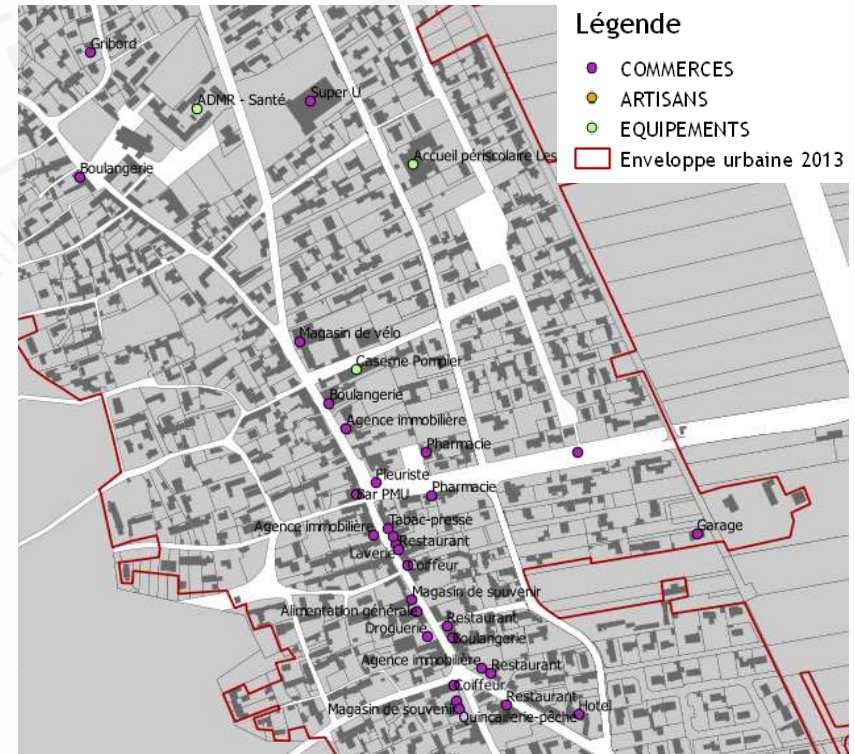 Légende
COMMERCES
ARTISANS
EQUIPEMENTS
Enveloppe urbaine 2013
Gribord
ADMR - Santé
Super U
Accueil périscolaire Les
Boulangerie
Magasin de vélo
Caserne Pompier
Boulangerie
Agence immobilière
Pharmacie
Fleuriste
Bar PMU
Pharmacie
Tabac-presse
Agence immobilière
Restaurant
Garage
Laverie
Coiffeur
Magasin de souvenir
Alimentation générale
Restaurant
Droguerie
Boulangerie
Agence immobilière
Restaurant
Coiffeur
Restaurant
Hotel
Magasin de souvenir
Quincaillerie-pêche